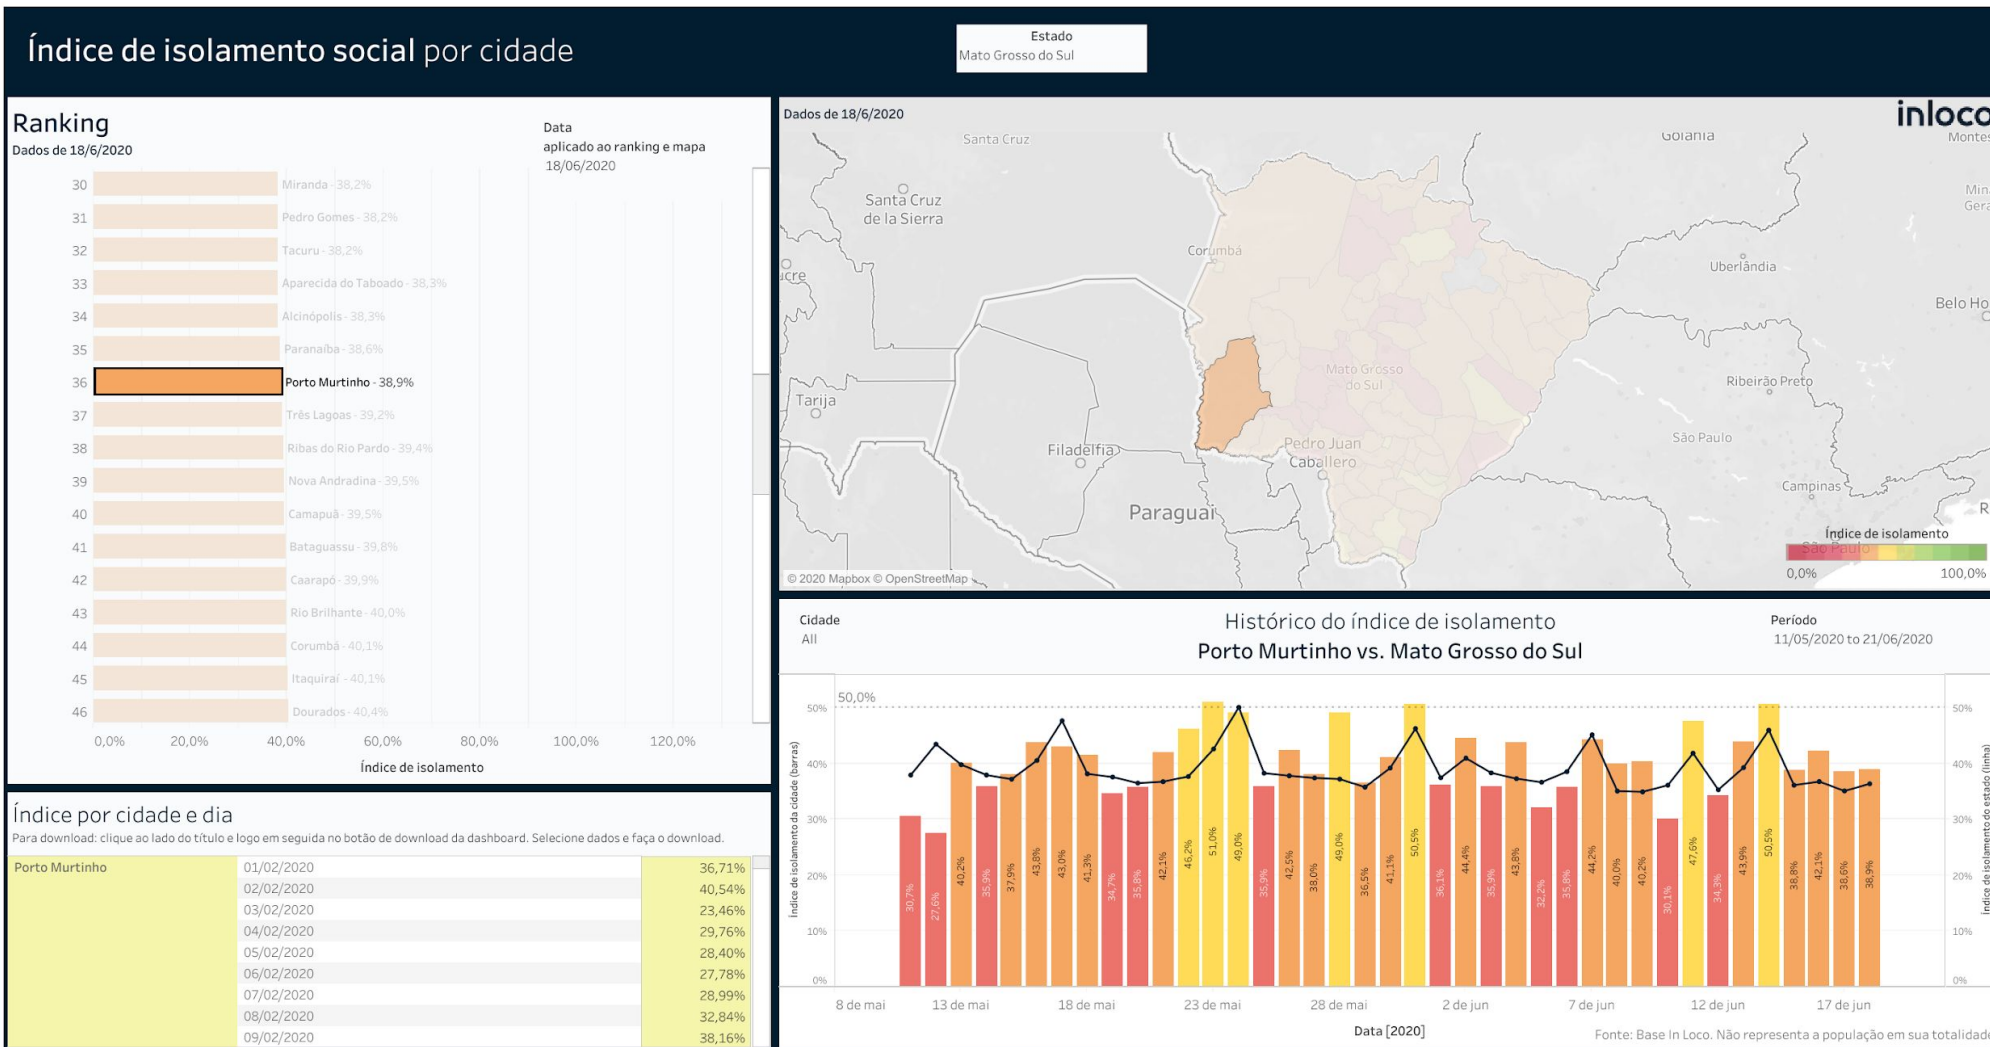 Índice de isolamento social por cidade
Estado
Mato Grosso do Sul
Ranking
Dados de 18/6/2020
Data
aplicado ao ranking e mapa
18/06/2020
30 Miranda - 38,2%
31 Pedro Gomes - 38,2%
32 Tacuru - 38,2%
33 Aparecida do Taboado - 38,3%
34 Alcinópolis - 38,3%
35 Paranaíba - 38,6%
36 Porto Murtinho - 38,9%
37 Três Lagoas - 39,2%
38 Ribas do Rio Pardo - 39,4%
39 Nova Andradina - 39,5%
40 Camapuã - 39,5%
41 Bataguassu - 39,8%
42 Caarapó - 39,9%
43 Rio Brilhante - 40,0%
44 Corumbá - 40,1%
45 Itaquiraí - 40,1%
46 Dourados - 40,4%
0,0% 20,0% 40,0% 60,0% 80,0% 100,0% 120,0%
Índice de isolamento
Índice por cidade e dia
Para download: clique ao lado do título e logo em seguida no botão de download da dashboard. Selecione dados e faça o download.
Porto Murtinho 01/02/2020 36,71%
02/02/2020 40,54%
03/02/2020 23,46%
04/02/2020 29,76%
05/02/2020 28,40%
06/02/2020 27,78%
07/02/2020 28,99%
08/02/2020 32,84%
09/02/2020 38,16%
Dados de 18/6/2020
inloco
Santa Cruz
Goiânia
Montes
Santa Cruz
de la Sierra
Min
Gera
Corumbá
ucre
Uberlândia
Belo Ho
Mato Grosso
do Sul
Tarija
Ribeirão Preto
Filadélfia
Pedro Juan
Caballero
São Paulo
Campinas
Paraguai
R
Índice de isolamento
São Paulo
0,0% 100,0%
© 2020 Mapbox © OpenStreetMap
Cidade
All
Histórico do índice de isolamento
Porto Murtinho vs. Mato Grosso do Sul
Período
11/05/2020 to 21/06/2020
50,0%
50%
40%
30%
20%
10%
0%
Índice de isolamento da cidade (barras)
30,7% 27,6% 40,2% 35,9% 37,9% 43,8% 43,0% 41,3% 34,7% 35,8% 42,1% 46,2% 51,0% 49,0% 35,9% 42,5% 38,0% 49,0% 36,5% 41,1% 50,5% 36,1% 44,4% 35,9% 43,8% 32,2% 35,8% 44,2% 40,0% 40,2% 30,1% 47,6% 34,3% 43,9% 50,5% 38,8% 42,1% 38,6% 38,9%
50%
40%
30%
20%
10%
0%
Índice de isolamento do estado (linha)
8 de mai 13 de mai 18 de mai 23 de mai 28 de mai 2 de jun 7 de jun 12 de jun 17 de jun
Data [2020]
Fonte: Base In Loco. Não representa a população em sua totalidade